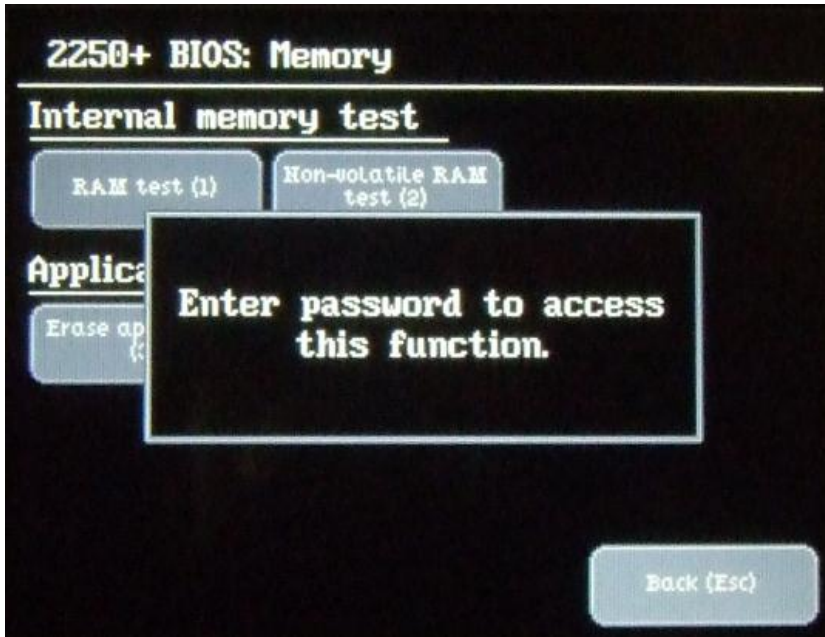 2250+ BIOS: Memory
Internal memory test
RAM test (1)
Non-volatile RAM
test (2)
Applica
Enter password to access
this function.
Erase ap
(3
Back (Esc)